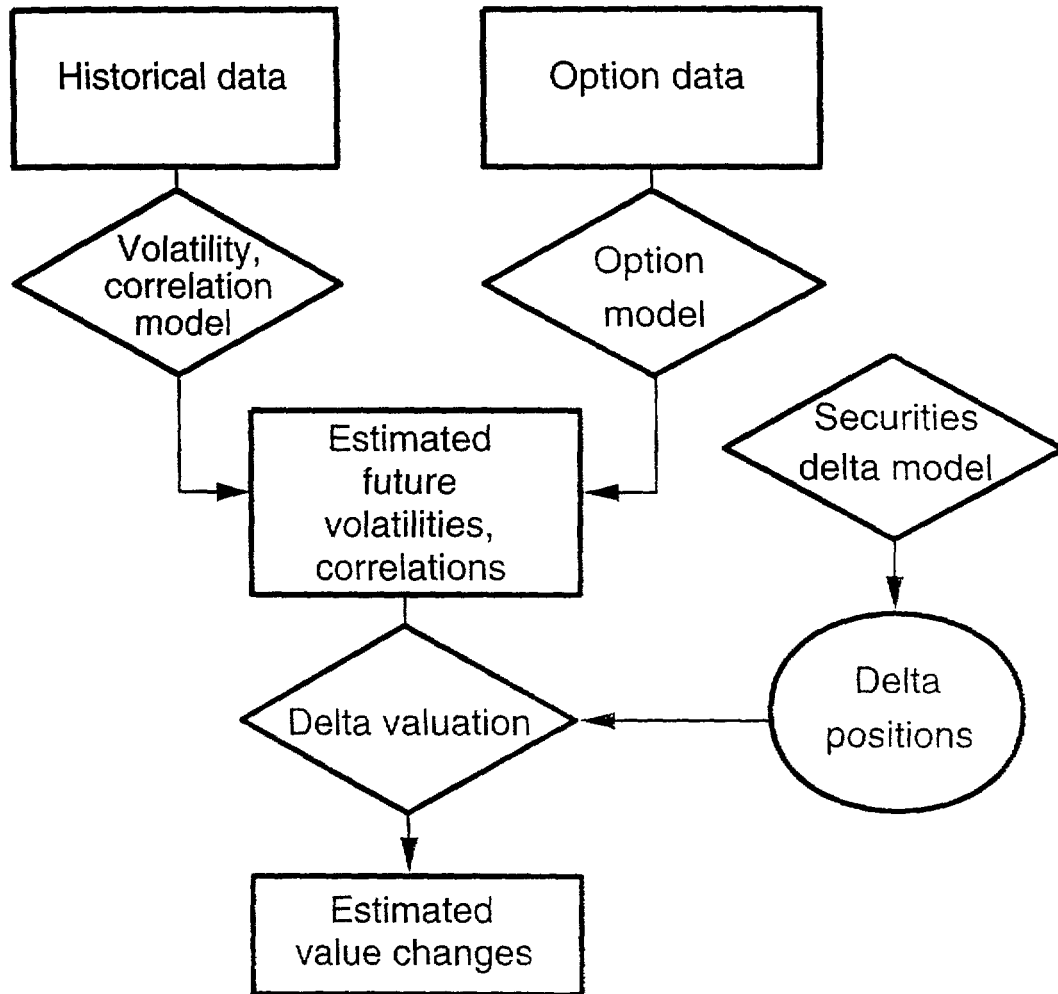 Historical data
Option data
Volatility,
correlation
model
Option
model
Securities
delta model
Estimated
future
volatilities,
correlations
Delta valuation
Delta
positions
Estimated
value changes